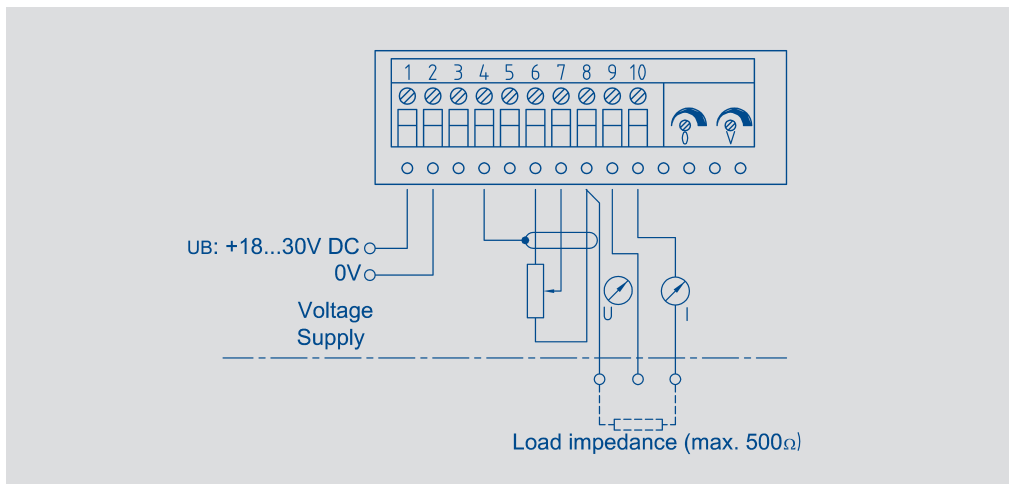 1 2 3 4 5 6 7 8 9 10
0 V
UB: +18...30V DC
0V
Voltage
Supply
U
I
Load impedance (max. 500Ω)